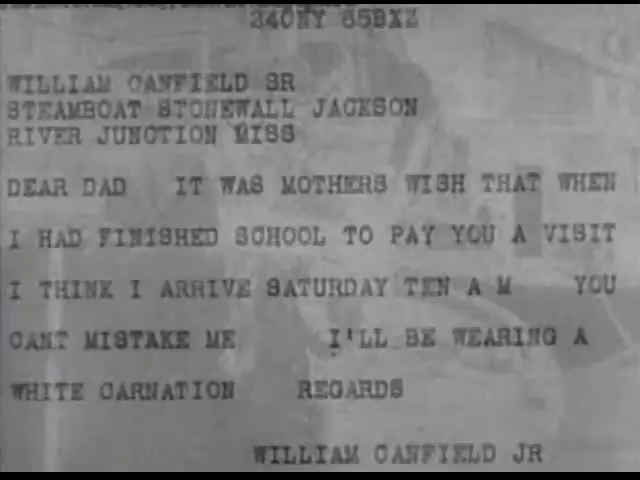 240NY 65BXZ
WILLIAM CANFIELD SR
STEAMBOAT STONEWALL JACKSON
RIVER JUNCTION MISS
DEAR DAD IT WAS MOTHERS WISH THAT WHEN
I HAD FINISHED SCHOOL TO PAY YOU A VISIT
I THINK I ARRIVE SATURDAY TEN A M YOU
CANT MISTAKE ME I'LL BE WEARING A
WHITE CARNATION REGARDS
WILLIAM CANFIELD JR